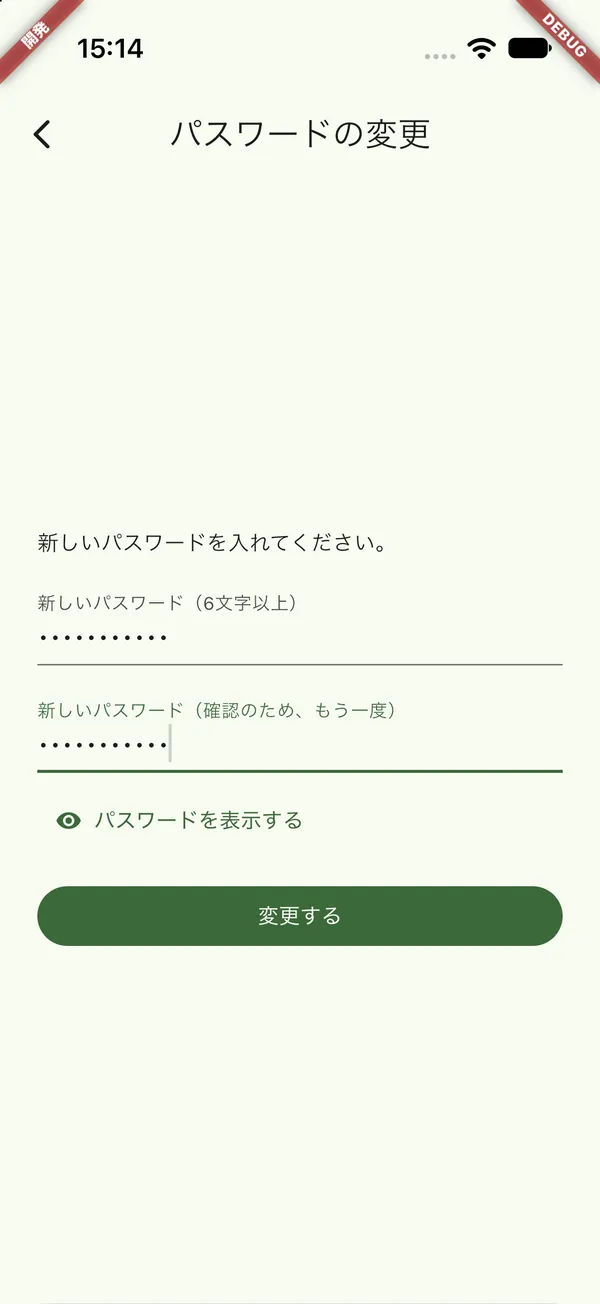 開発
15:14
DEBUG
パスワードの変更
新しいパスワードを入れてください。
新しいパスワード（6文字以上）
•••••••••••
新しいパスワード（確認のため、もう一度）
•••••••••••
パスワードを表示する
変更する